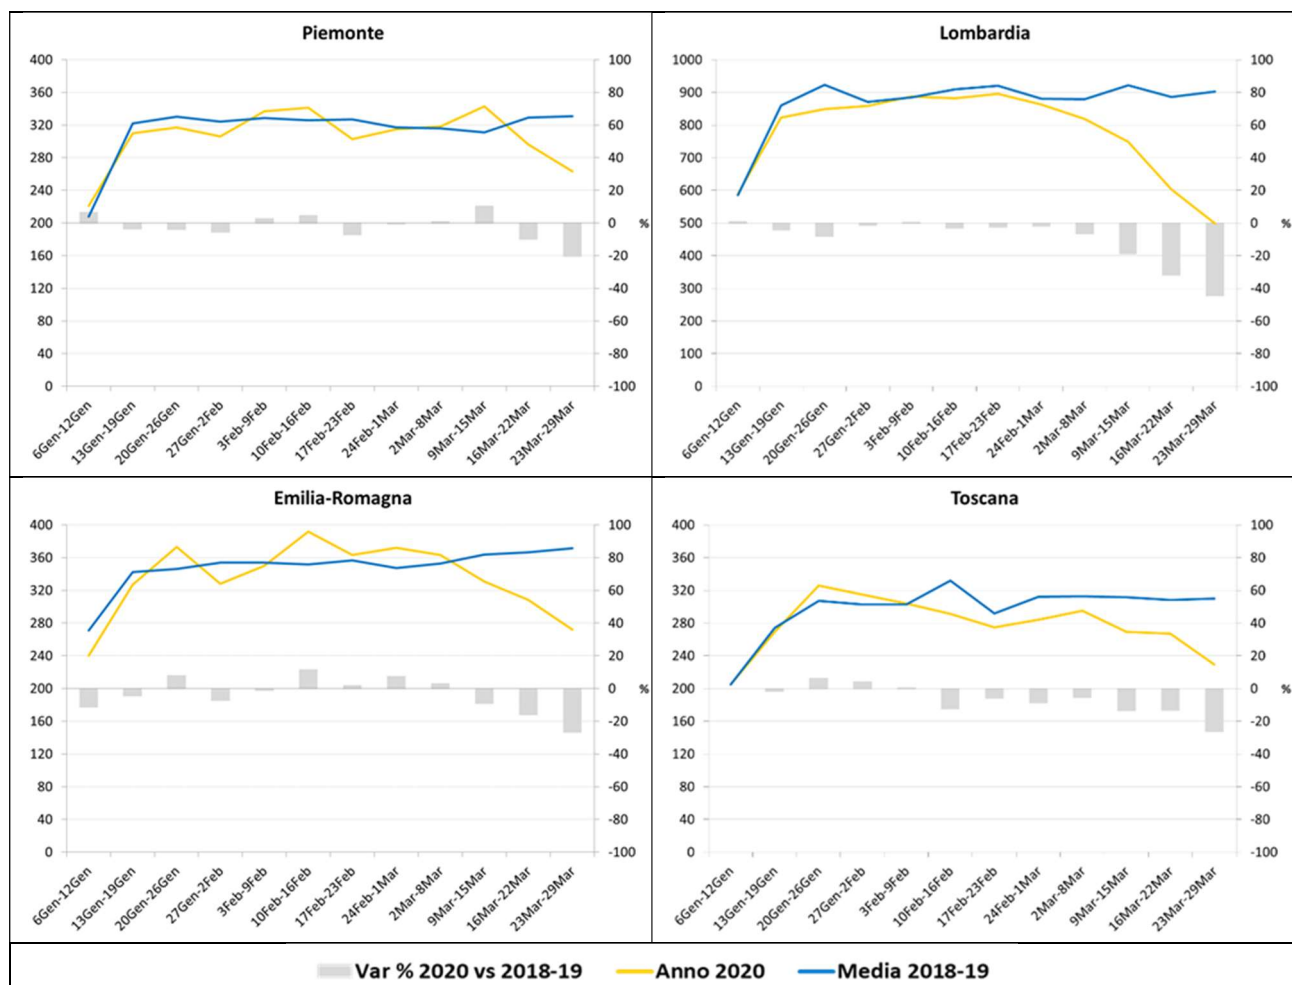 Piemonte
400 100
360 80
320 60
280 40
240 20
200 0 %
160 -20
120 -40
80 -60
40 -80
0 -100
6Gen-12Gen
13Gen-19Gen
20Gen-26Gen
27Gen-2Feb
3Feb-9Feb
10Feb-16Feb
17Feb-23Feb
24Feb-1Mar
2Mar-8Mar
9Mar-15Mar
16Mar-22Mar
23Mar-29Mar
Lombardia
1000 100
900 80
800 60
700 40
600 20
500 0 %
400 -20
300 -40
200 -60
100 -80
0 -100
6Gen-12Gen
13Gen-19Gen
20Gen-26Gen
27Gen-2Feb
3Feb-9Feb
10Feb-16Feb
17Feb-23Feb
24Feb-1Mar
2Mar-8Mar
9Mar-15Mar
16Mar-22Mar
23Mar-29Mar
Emilia-Romagna
400 100
360 80
320 60
280 40
240 20
200 0 %
160 -20
120 -40
80 -60
40 -80
0 -100
6Gen-12Gen
13Gen-19Gen
20Gen-26Gen
27Gen-2Feb
3Feb-9Feb
10Feb-16Feb
17Feb-23Feb
24Feb-1Mar
2Mar-8Mar
9Mar-15Mar
16Mar-22Mar
23Mar-29Mar
Toscana
400 100
360 80
320 60
280 40
240 20
200 0 %
160 -20
120 -40
80 -60
40 -80
0 -100
6Gen-12Gen
13Gen-19Gen
20Gen-26Gen
27Gen-2Feb
3Feb-9Feb
10Feb-16Feb
17Feb-23Feb
24Feb-1Mar
2Mar-8Mar
9Mar-15Mar
16Mar-22Mar
23Mar-29Mar
Var % 2020 vs 2018-19 Anno 2020 Media 2018-19